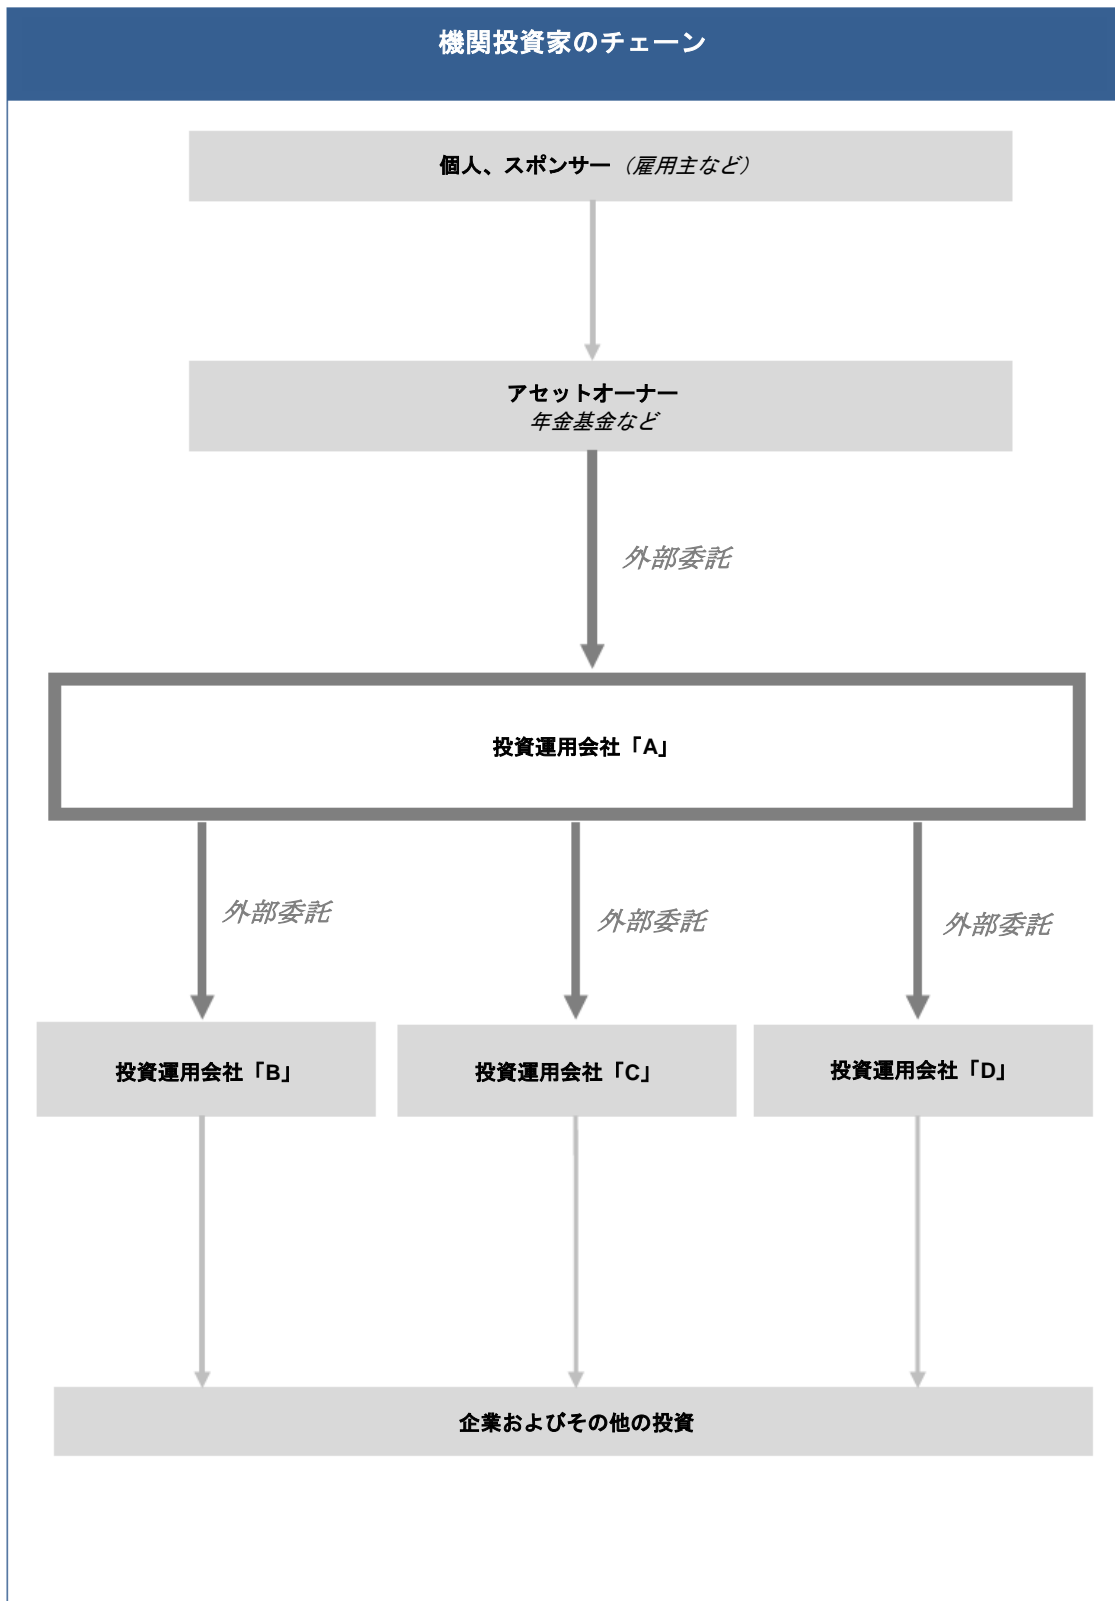 機関投資家のチェーン
個人、スポンサー（雇用主など）
アセットオーナー
年金基金など
外部委託
投資運用会社「A」
外部委託
外部委託
外部委託
投資運用会社「B」
投資運用会社「C」
投資運用会社「D」
企業およびその他の投資